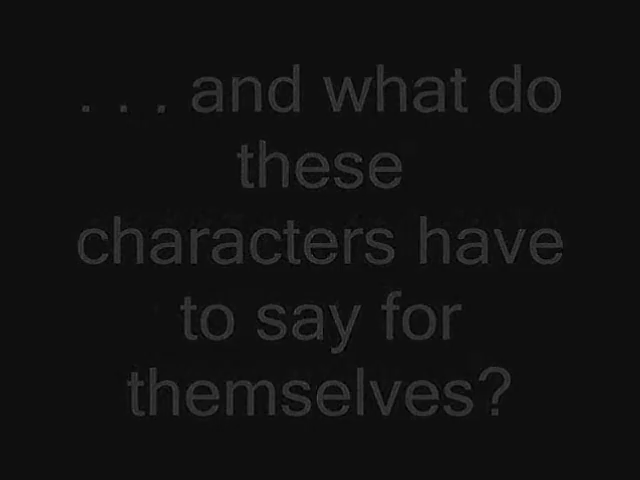 . . . and what do
these
characters have
to say for
themselves?